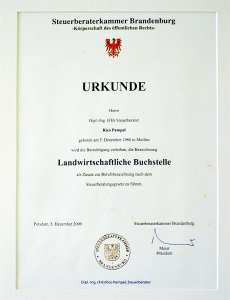 Steuerberaterkammer Brandenburg
-Körperschaft des öffentlichen Rechts-
URKUNDE
Herrn
Dipl.-Ing. (FH) Steuerberater
Rico Pampel
geboren am 5. Dezember 1966 in Meißen
wird die Berechtigung verliehen, die Bezeichnung
Landwirtschaftliche Buchstelle
als Zusatz zur Berufsbezeichnung nach dem
Steuerberatungsgesetz zu führen.
Potsdam, 8. Dezember 2000
Steuerberaterkammer Brandenburg
Präsident
Dipl.-Ing. (FH) Rico Pampel, Steuerberater